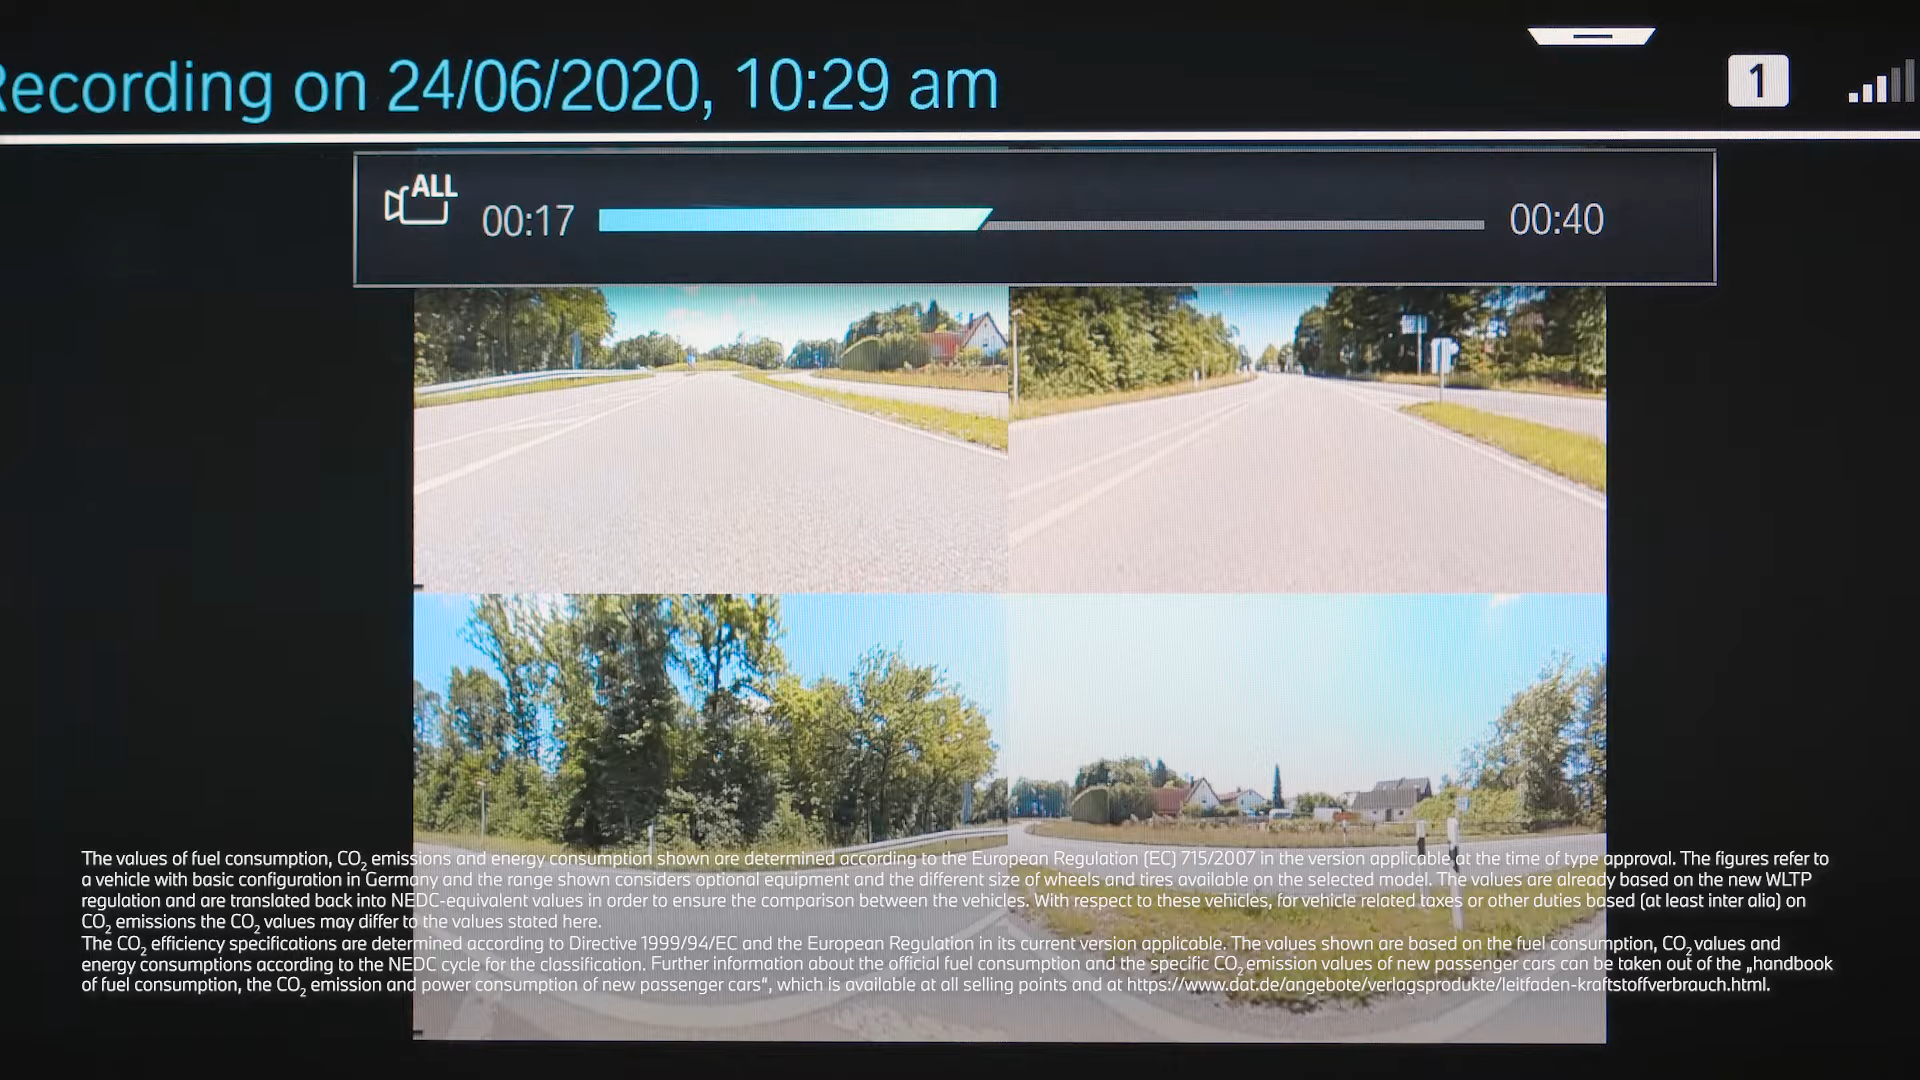 Recording on 24/06/2020, 10:29 am
1
ALL
00:17
00:40
The values of fuel consumption, CO₂ emissions and energy consumption shown are determined according to the European Regulation (EC) 715/2007 in the version applicable at the time of type approval. The figures refer to
a vehicle with basic configuration in Germany and the range shown considers optional equipment and the different size of wheels and tires available on the selected model. The values are already based on the new WLTP
regulation and are translated back into NEDC-equivalent values in order to ensure the comparison between the vehicles. With respect to these vehicles, for vehicle related taxes or other duties based (at least inter alia) on
CO₂ emissions the CO₂ values may differ to the values stated here.
The CO₂ efficiency specifications are determined according to Directive 1999/94/EC and the European Regulation in its current version applicable. The values shown are based on the fuel consumption, CO₂ values and
energy consumptions according to the NEDC cycle for the classification. Further information about the official fuel consumption and the specific CO₂ emission values of new passenger cars can be taken out of the „handbook
of fuel consumption, the CO₂ emission and power consumption of new passenger cars“, which is available at all selling points and at https://www.dat.de/angebote/verlagsprodukte/leitfaden-kraftstoffverbrauch.html.